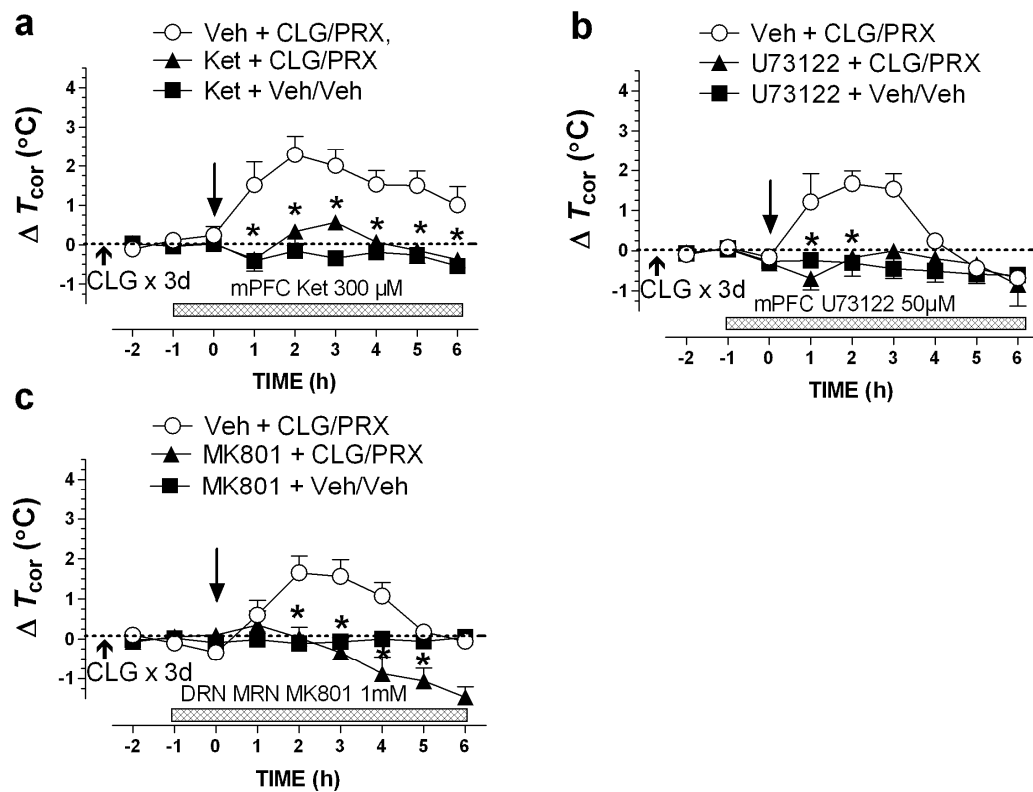 a
Veh + CLG/PRX,
Ket + CLG/PRX
Ket + Veh/Veh
Δ Tcor (°C)
4
3
2
1
0
-1
* * * * * *
CLG x 3d
mPFC Ket 300 µM
-2 -1 0 1 2 3 4 5 6
TIME (h)
b
Veh + CLG/PRX
U73122 + CLG/PRX
U73122 + Veh/Veh
Δ Tcor (°C)
4
3
2
1
0
-1
* *
CLG x 3d
mPFC U73122 50µM
-2 -1 0 1 2 3 4 5 6
TIME (h)
c
Veh + CLG/PRX
MK801 + CLG/PRX
MK801 + Veh/Veh
Δ Tcor (°C)
4
3
2
1
0
-1
* * * *
CLG x 3d
DRN MRN MK801 1mM
-2 -1 0 1 2 3 4 5 6
TIME (h)